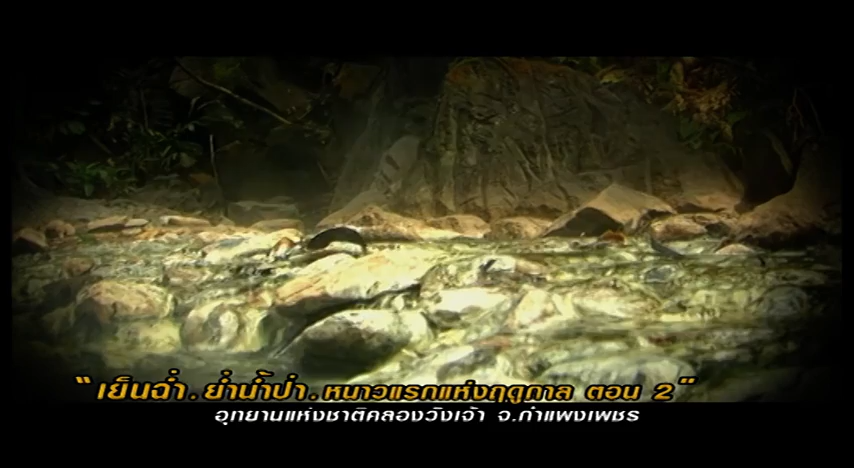 "เย็นฉ่ำ.ย่ำน้ำป่า.หนาวแรกแห่งฤดูกาล ตอน 2"
อุทยานแห่งชาติคลองวังเจ้า จ.กำแพงเพชร